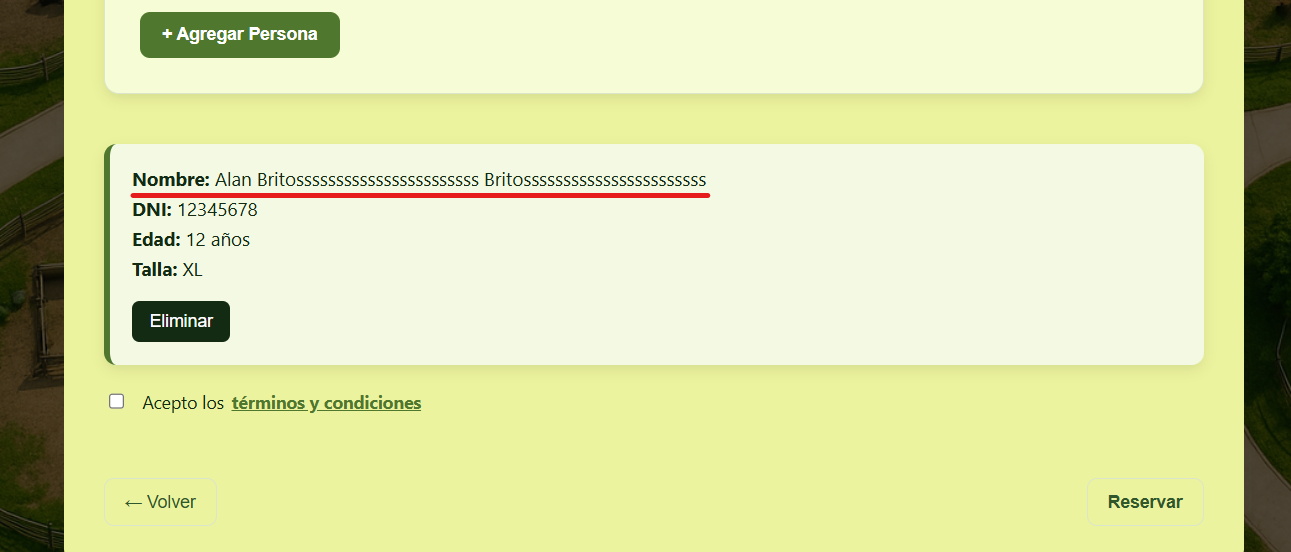 + Agregar Persona
Nombre: Alan Britossssssssssssssssssssssss Britossssssssssssssssssssssss
DNI: 12345678
Edad: 12 años
Talla: XL
Eliminar
Acepto los términos y condiciones
← Volver
Reservar